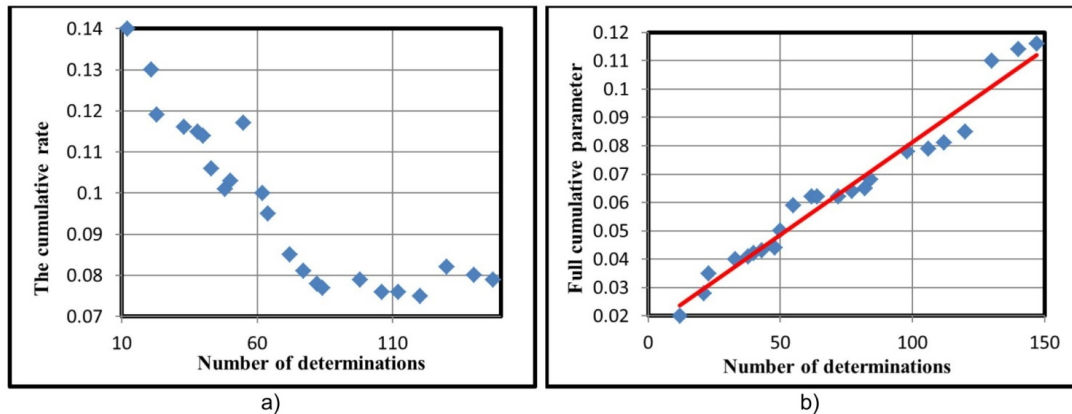 0.14
0.13
0.12
0.11
0.1
0.09
0.08
0.07
The cumulative rate
10 60 110
Number of determinations
a)
0.12
0.11
0.10
0.09
0.08
0.07
0.06
0.05
0.04
0.03
0.02
Full cumulative parameter
0 50 100 150
Number of determinations
b)